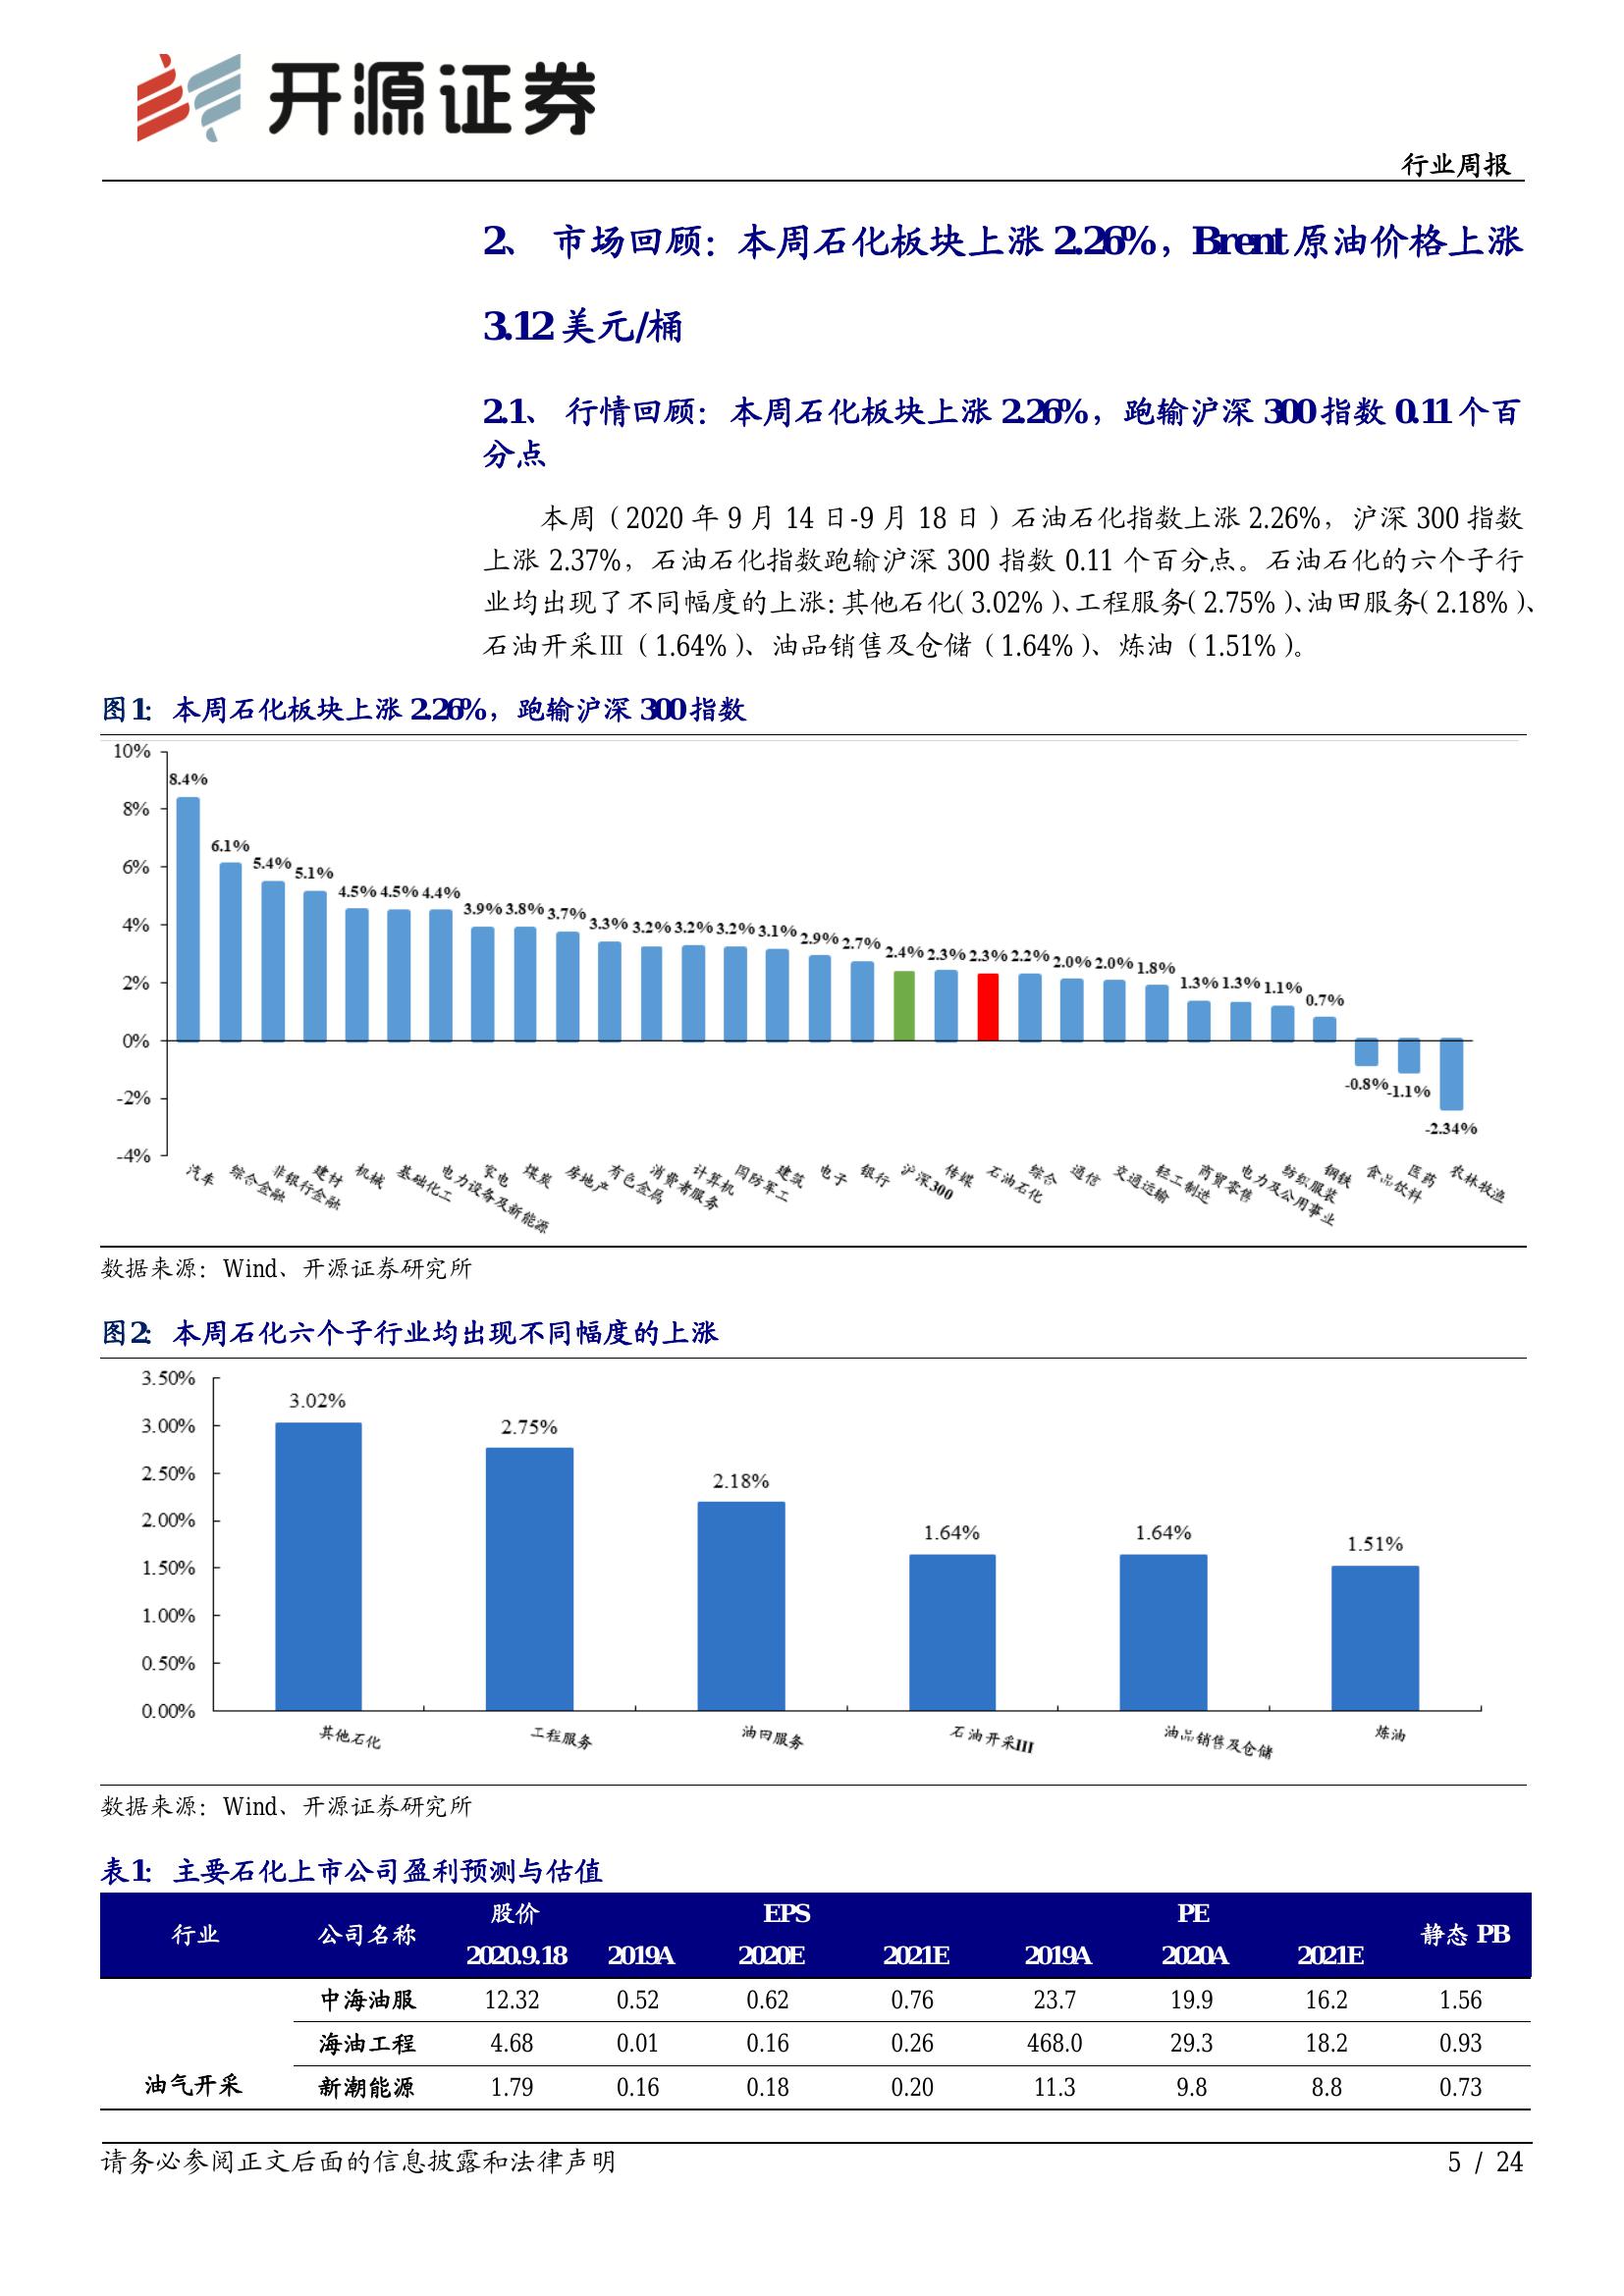 开源证券
行业周报
2、 市场回顾：本周石化板块上涨 2.26%，Brent 原油价格上涨
3.12 美元/桶
2.1、 行情回顾：本周石化板块上涨 2.26%，跑输沪深 300 指数 0.11 个百
分点
本周（2020 年 9 月 14 日-9 月 18 日）石油石化指数上涨 2.26%，沪深 300 指数
上涨 2.37%，石油石化指数跑输沪深 300 指数 0.11 个百分点。石油石化的六个子行
业均出现了不同幅度的上涨：其他石化（3.02%）、工程服务（2.75%）、油田服务（2.18%）、
石油开采Ⅲ（1.64%）、油品销售及仓储（1.64%）、炼油（1.51%）。
图1： 本周石化板块上涨 2.26%，跑输沪深 300 指数
10%
8%
6%
4%
2%
0%
-2%
-4%
8.4% 6.1% 5.4% 5.1% 4.5% 4.5% 4.4% 3.9% 3.8% 3.7% 3.3% 3.2% 3.2% 3.2% 3.1% 2.9% 2.7% 2.4% 2.3% 2.3% 2.2% 2.0% 2.0% 1.8% 1.3% 1.3% 1.1% 0.7% -0.8% -1.1% -2.34%
汽车 综合金融 非银行金融 建材 机械 基础化工 电力设备及新能源 家电 煤炭 房地产 有色金属 消费者服务 计算机 国防军工 建筑 电子 银行 沪深300 传媒 石油石化 综合 通信 交通运输 轻工制造 商贸零售 电力及公用事业 纺织服装 钢铁 食品饮料 医药 农林牧渔
数据来源：Wind、开源证券研究所
图2： 本周石化六个子行业均出现不同幅度的上涨
3.50%
3.00%
2.50%
2.00%
1.50%
1.00%
0.50%
0.00%
3.02% 2.75% 2.18% 1.64% 1.64% 1.51%
其他石化 工程服务 油田服务 石油开采III 油品销售及仓储 炼油
数据来源：Wind、开源证券研究所
表1： 主要石化上市公司盈利预测与估值
行业 公司名称 股价 EPS PE 静态 PB
2020.9.18 2019A 2020E 2021E 2019A 2020A 2021E
中海油服 12.32 0.52 0.62 0.76 23.7 19.9 16.2 1.56
海油工程 4.68 0.01 0.16 0.26 468.0 29.3 18.2 0.93
油气开采 新潮能源 1.79 0.16 0.18 0.20 11.3 9.8 8.8 0.73
请务必参阅正文后面的信息披露和法律声明 5 / 24